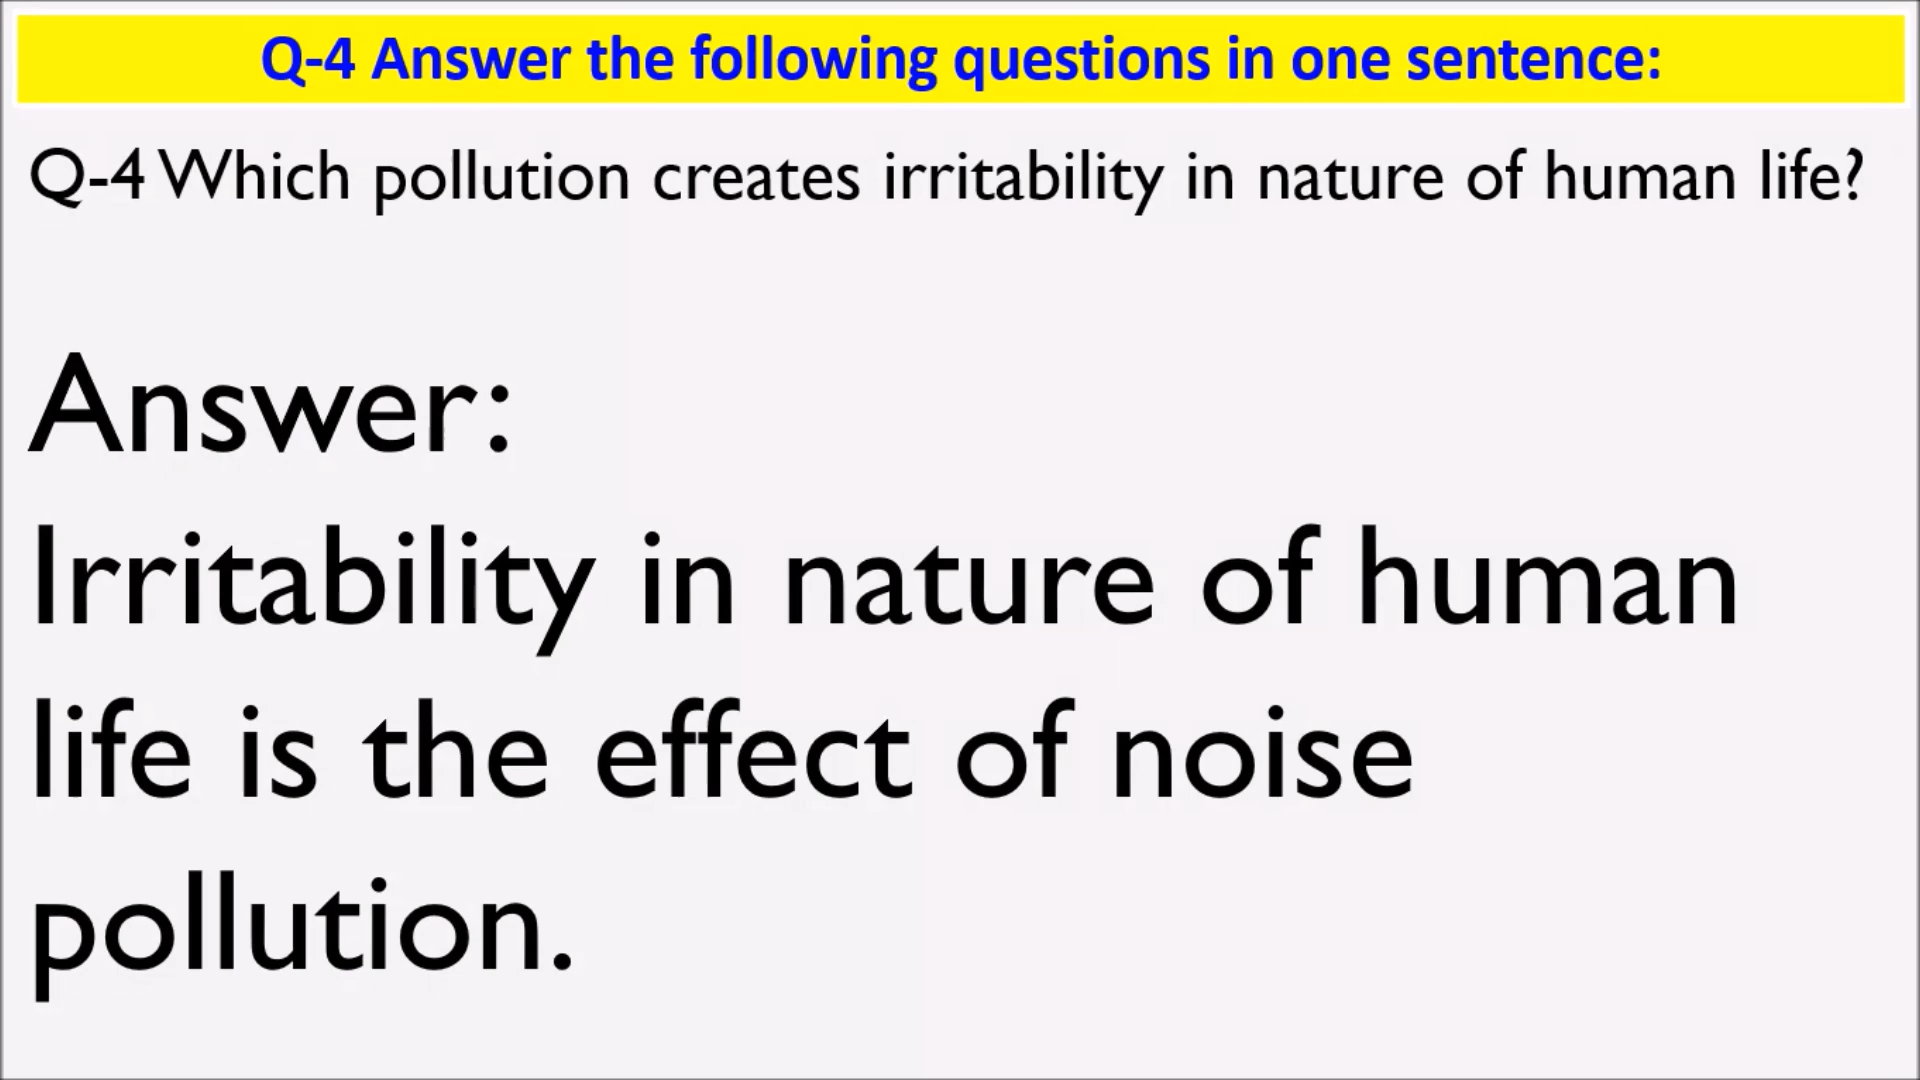 Q-4 Answer the following questions in one sentence:
Q-4 Which pollution creates irritability in nature of human life?
Answer:
Irritability in nature of human
life is the effect of noise
pollution.